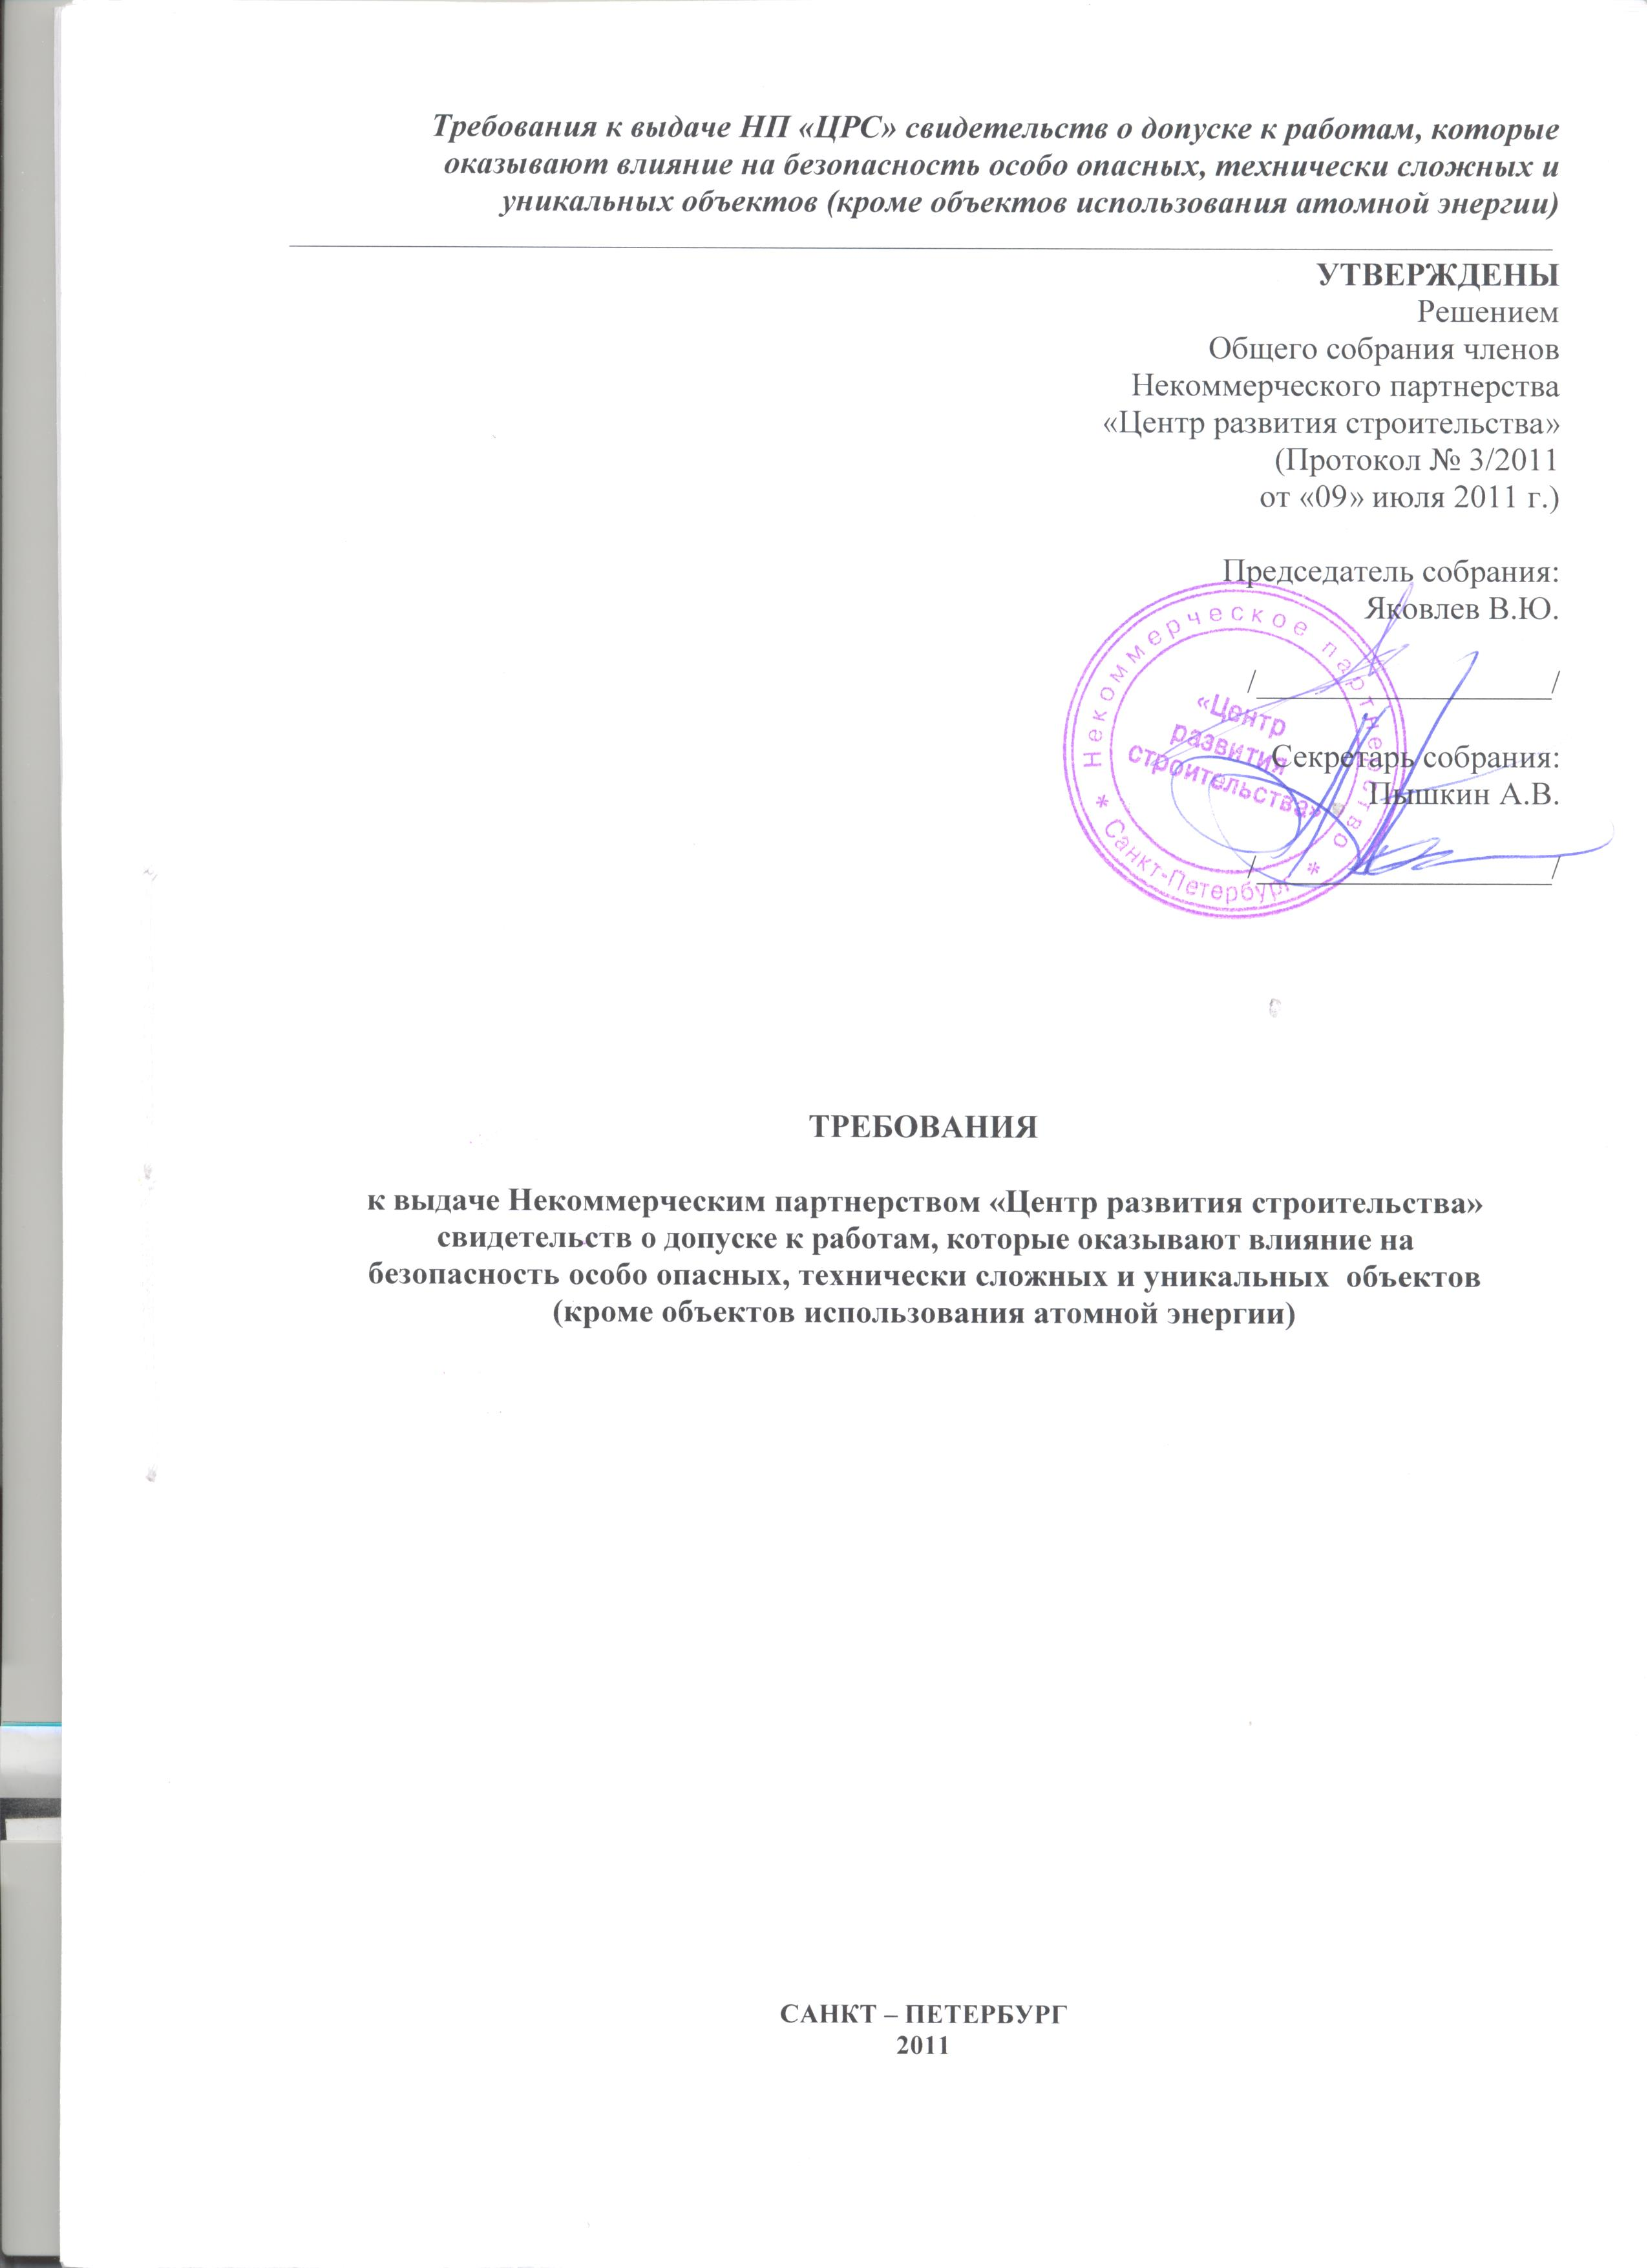 Требования к выдаче НП «ЦРС» свидетельств о допуске к работам, которые
оказывают влияние на безопасность особо опасных, технически сложных и
уникальных объектов (кроме объектов использования атомной энергии)
УТВЕРЖДЕНЫ
Решением
Общего собрания членов
Некоммерческого партнерства
«Центр развития строительства»
(Протокол № 3/2011
от «09» июля 2011 г.)
Председатель собрания:
Яковлев В.Ю.
/__________________/
Секретарь собрания:
Пышкин А.В.
/__________________/
Некоммерческое партнерство
* Санкт-Петербург *
«Центр
развития
строительства»
ТРЕБОВАНИЯ
к выдаче Некоммерческим партнерством «Центр развития строительства»
свидетельств о допуске к работам, которые оказывают влияние на
безопасность особо опасных, технически сложных и уникальных  объектов
(кроме объектов использования атомной энергии)
САНКТ – ПЕТЕРБУРГ
2011